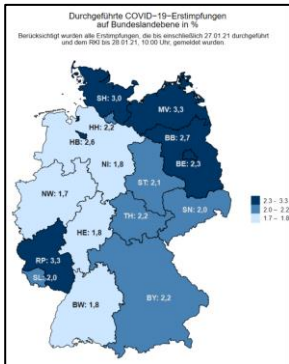 Durchgeführte COVID−19−Erstimpfungen
auf Bundeslandebene in %
Berücksichtigt wurden alle Erstimpfungen, die bis einschließlich 27.01.21 durchgeführt
und dem RKI bis 28.01.21, 10:00 Uhr, gemeldet wurden.
SH: 3,0
MV: 3,3
HH: 2,2
HB: 2,6
BB: 2,7
NI: 1,8
BE: 2,3
ST: 2,1
NW: 1,7
SN: 2,0
TH: 2,2
HE: 1,8
RP: 3,3
SL: 2,0
BY: 2,2
BW: 1,8
2.3 − 3.3
2.0 − 2.2
1.7 − 1.8